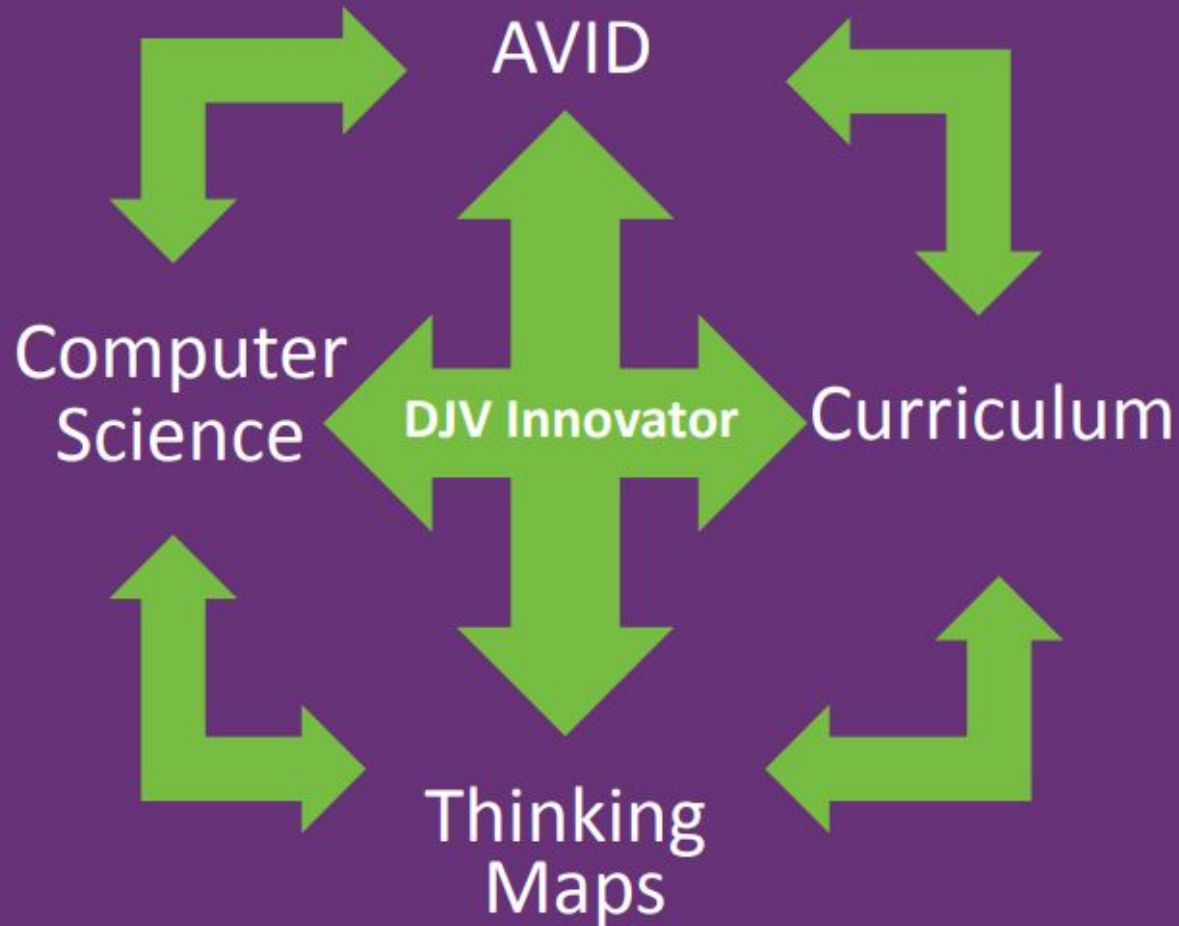 AVID
Computer
Science
DJV Innovator
Curriculum
Thinking
Maps